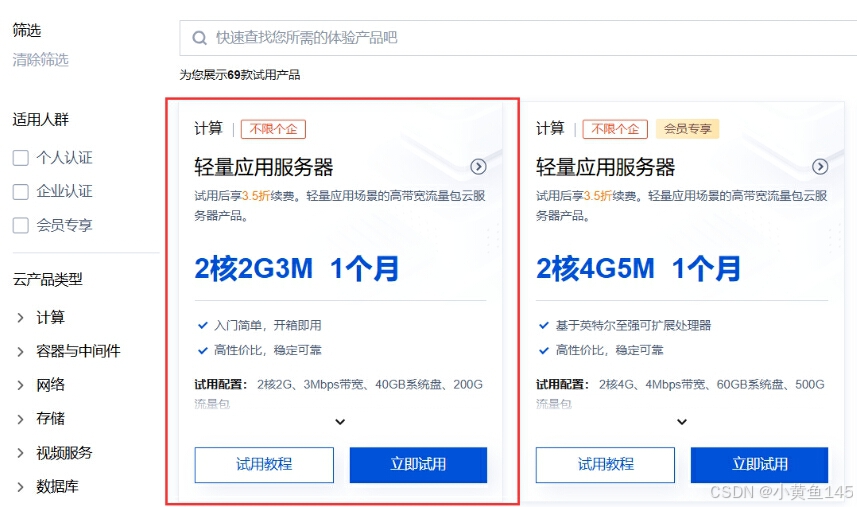 筛选
清除筛选
适用人群
个人认证
企业认证
会员专享
云产品类型
计算
容器与中间件
网络
存储
视频服务
数据库
快速查找您所需的体验产品吧
为您展示69款试用产品
计算 | 不限个企
轻量应用服务器
试用后享3.5折续费。轻量应用场景的高带宽流量包云服
务器产品。
2核2G3M 1个月
入门简单，开箱即用
高性价比，稳定可靠
试用配置： 2核2G、3Mbps带宽、40GB系统盘、200G
流量包
试用教程
立即试用
计算 | 不限个企 会员专享
轻量应用服务器
试用后享3.5折续费。轻量应用场景的高带宽流量包云服
务器产品。
2核4G5M 1个月
基于英特尔至强可扩展处理器
高性价比，稳定可靠
试用配置： 2核4G、4Mbps带宽、60GB系统盘、500G
流量包
试用教程
立即试用
CSDN @小黄鱼145